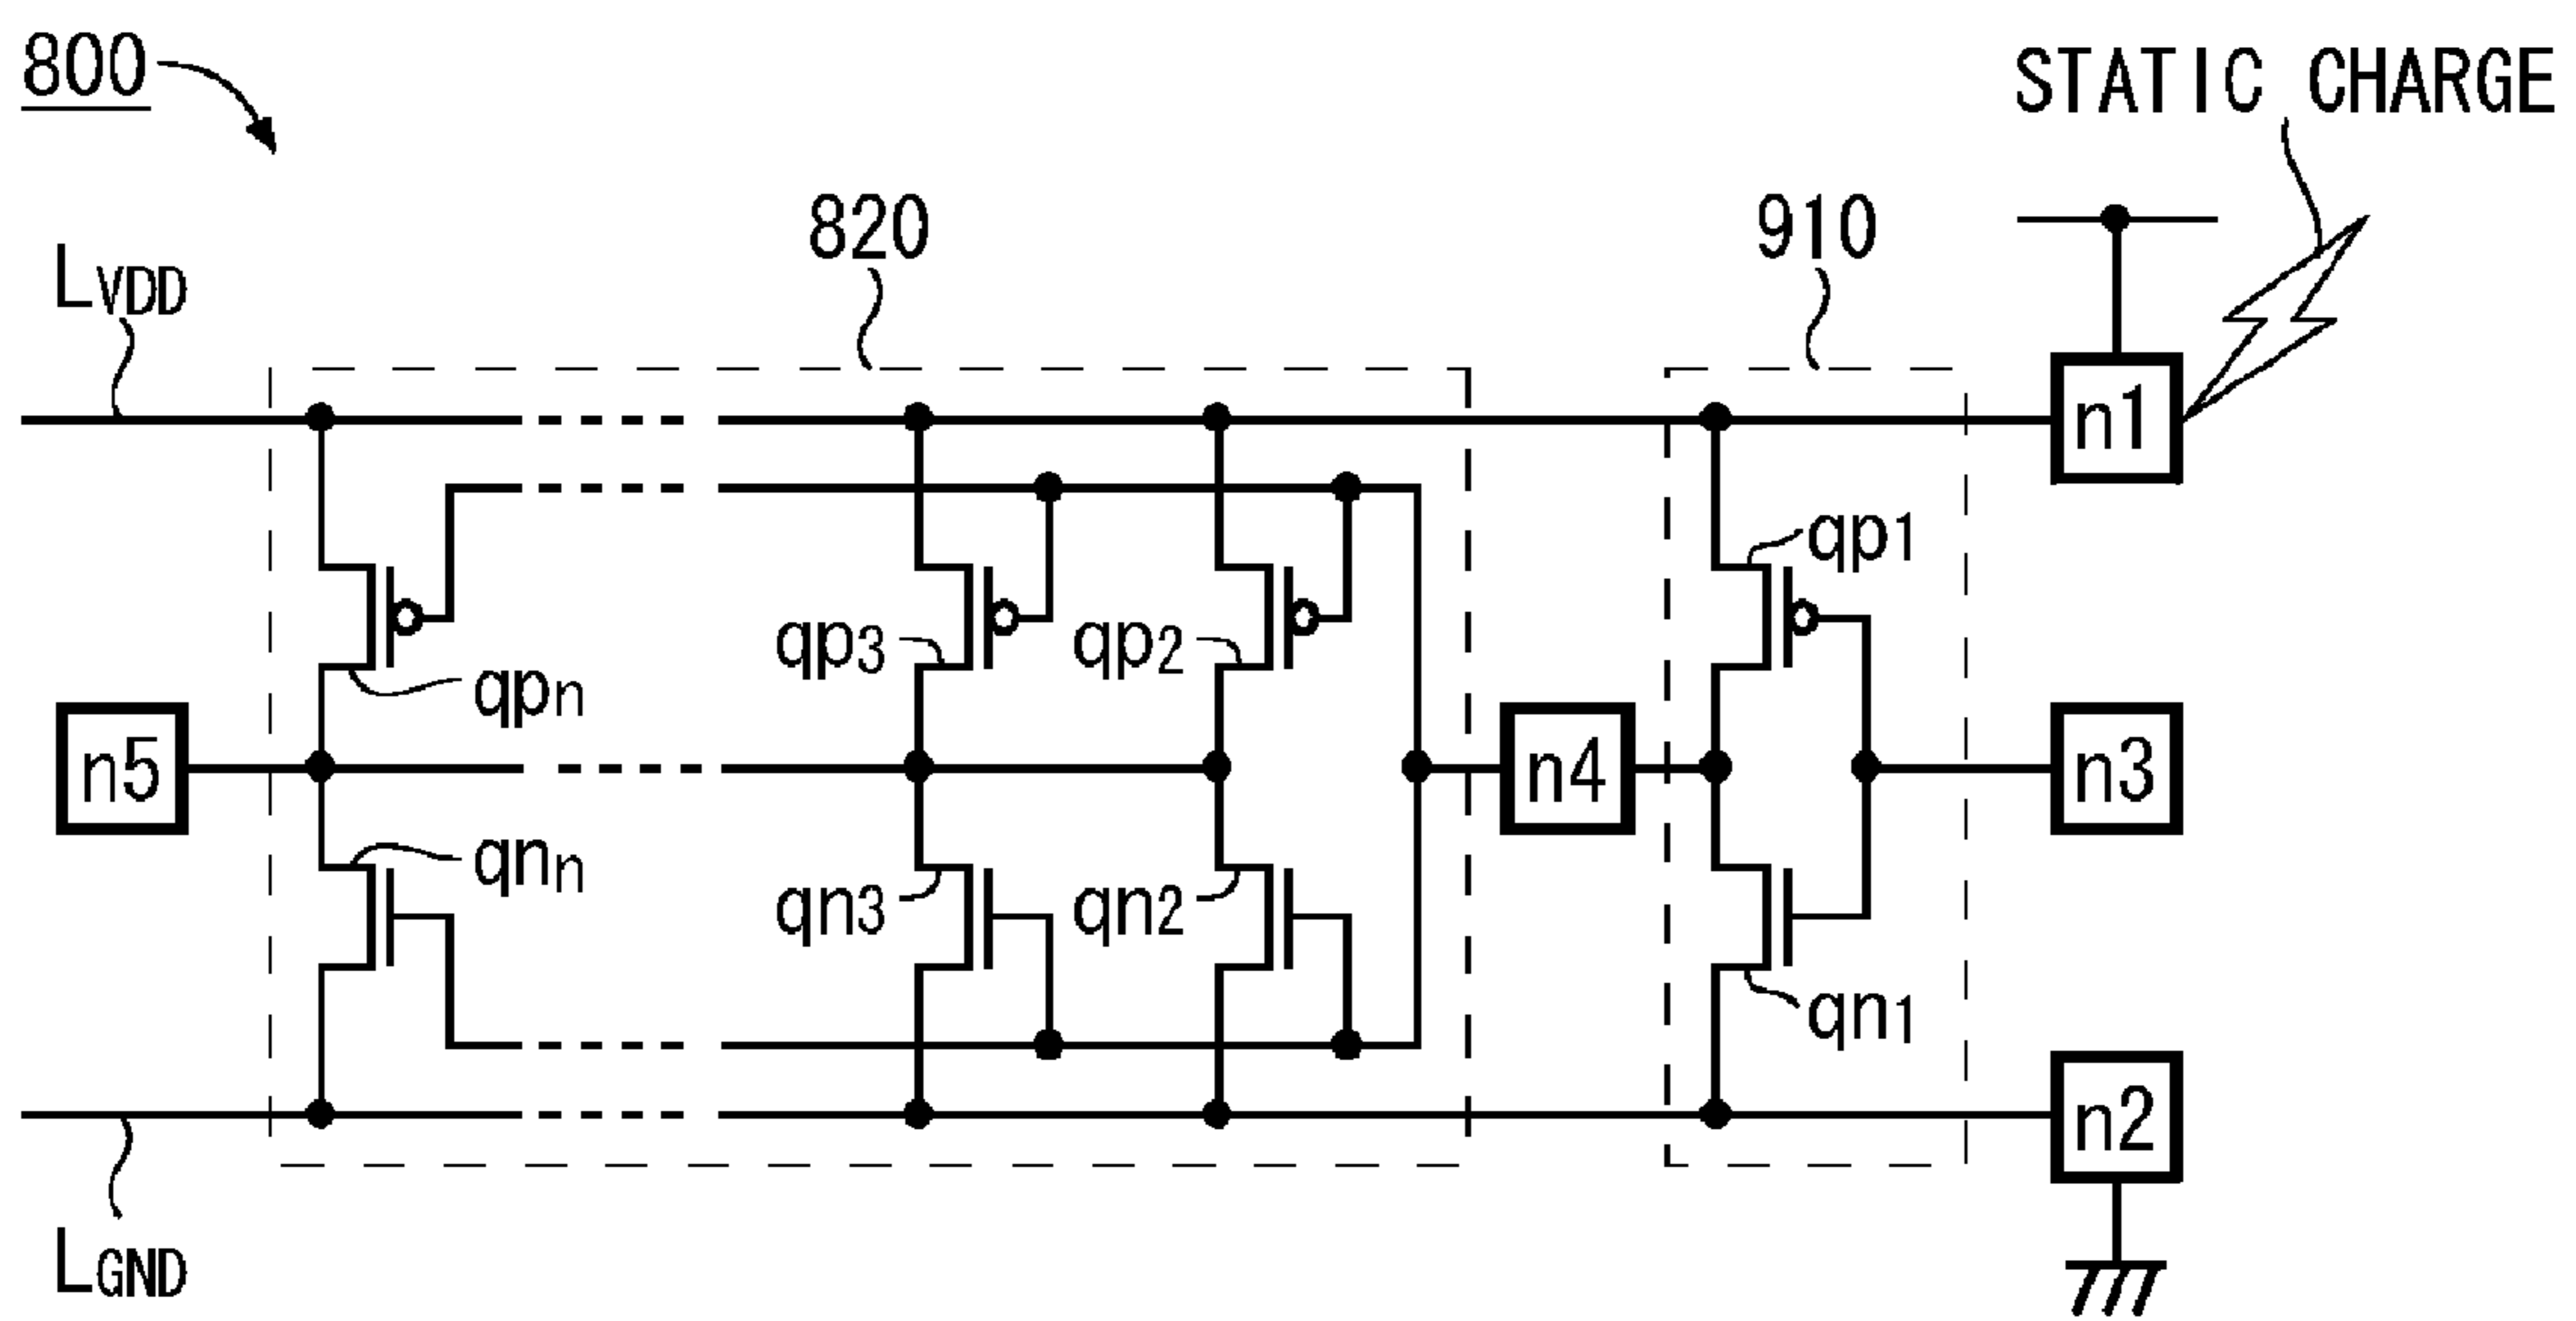 800
STATIC CHARGE
820
910
LVDD
n1
qp1
qp3
qp2
qpn
n5
n4
n3
qnn
qn3
qn2
qn1
n2
LGND